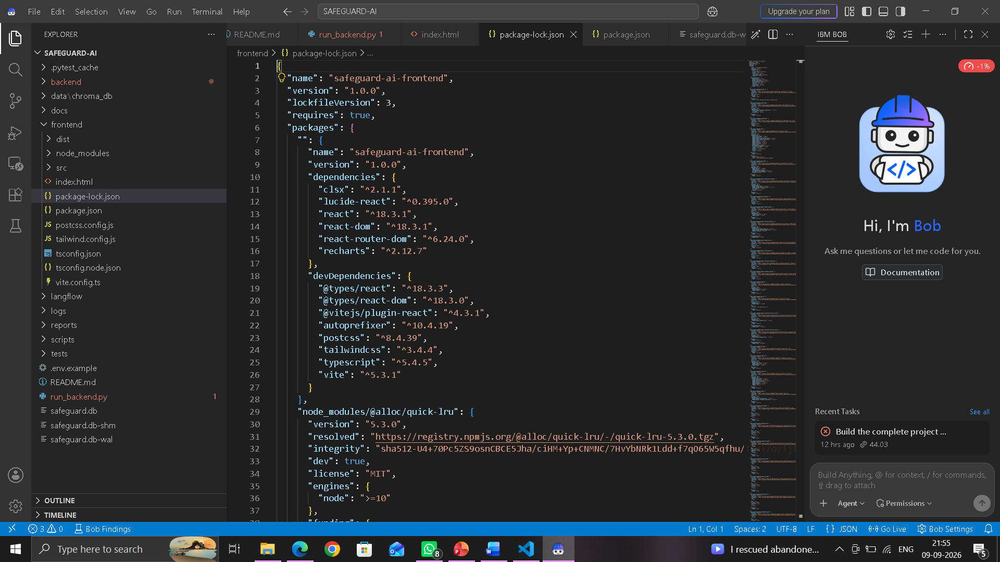 File Edit Selection View Go Run Terminal Help
SAFEGUARD-AI
Upgrade your plan
EXPLORER
SAFEGUARD-AI
.pytest_cache
backend
data\chroma_db
docs
frontend
dist
node_modules
src
index.html
package-lock.json
package.json
postcss.config.js
tailwind.config.js
tsconfig.json
tsconfig.node.json
vite.config.ts
langflow
logs
reports
scripts
tests
.env.example
README.md
run_backend.py 1
safeguard.db
safeguard.db-shm
safeguard.db-wal
OUTLINE
TIMELINE
README.md run_backend.py 1 index.html package-lock.json package.json safeguard.db-w
frontend > package-lock.json > ...
1 {
2 "name": "safeguard-ai-frontend",
3 "version": "1.0.0",
4 "lockfileVersion": 3,
5 "requires": true,
6 "packages": {
7 "": {
8 "name": "safeguard-ai-frontend",
9 "version": "1.0.0",
10 "dependencies": {
11 "clsx": "^2.1.1",
12 "lucide-react": "^0.395.0",
13 "react": "^18.3.1",
14 "react-dom": "^18.3.1",
15 "react-router-dom": "^6.24.0",
16 "recharts": "^2.12.7"
17 },
18 "devDependencies": {
19 "@types/react": "^18.3.3",
20 "@types/react-dom": "^18.3.0",
21 "@vitejs/plugin-react": "^4.3.1",
22 "autoprefixer": "^10.4.19",
23 "postcss": "^8.4.39",
24 "tailwindcss": "^3.4.4",
25 "typescript": "^5.4.5",
26 "vite": "^5.3.1"
27 }
28 },
29 "node_modules/@alloc/quick-lru": {
30 "version": "5.3.0",
31 "resolved": "https://registry.npmjs.org/@alloc/quick-lru/-/quick-lru-5.3.0.tgz",
32 "integrity": "sha512-U4+70Pc5ZS9osnCBCE5Jha/ciHM+Yp+CNMNC/7HvYbNRk1Ldd+f7qO65W5qfhu/
33 "dev": true,
34 "license": "MIT",
35 "engines": {
36 "node": ">=10"
37 },
"funding": {
IBM BOB
-1%
Hi, I'm Bob
Ask me questions or let me code for you.
Documentation
Recent Tasks See all
Build the complete project ...
12 hrs ago 44.03
Build Anything, @ for context, / for commands,
⇧ drag to attach
Agent Permissions
3 0 Bob Findings
Ln 1, Col 1 Spaces: 2 UTF-8 LF {} JSON Go Live Bob Settings
Type here to search
8
I rescued abandone...
ENG
21:55
09-09-2026
5